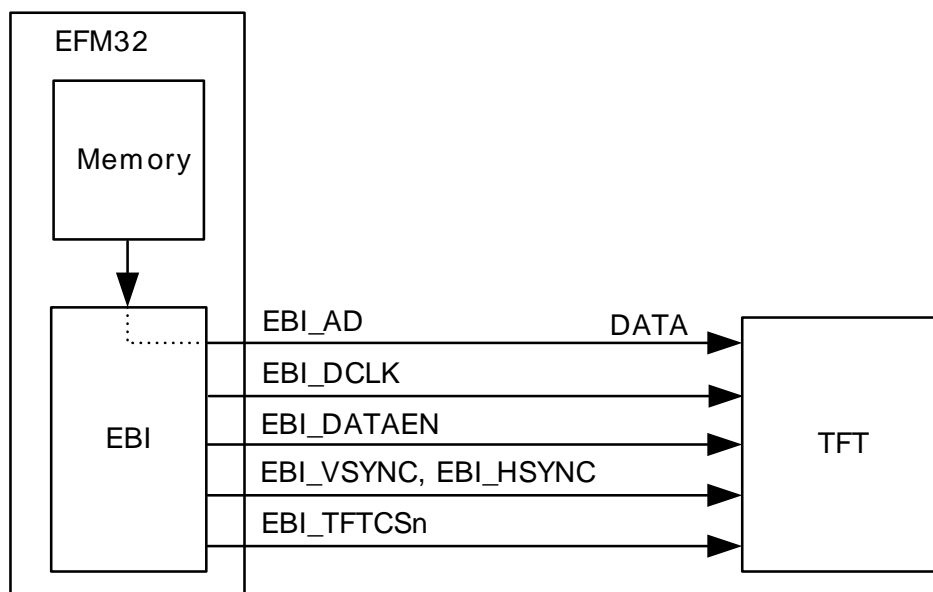 EFM32
Memory
EBI_AD DATA
EBI_DCLK
EBI_DATAEN
EBI TFT
EBI_VSYNC, EBI_HSYNC
EBI_TFTCSn